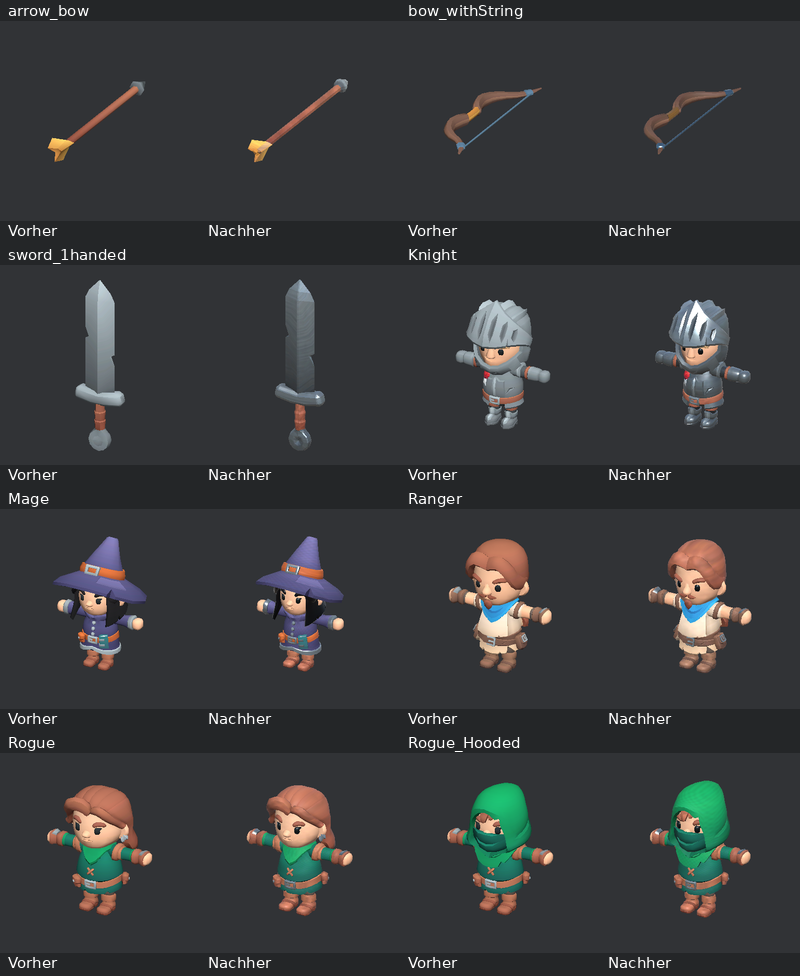 arrow_bow
bow_withString
Vorher
Nachher
Vorher
Nachher
sword_1handed
Knight
Vorher
Nachher
Vorher
Nachher
Mage
Ranger
Vorher
Nachher
Vorher
Nachher
Rogue
Rogue_Hooded
Vorher
Nachher
Vorher
Nachher